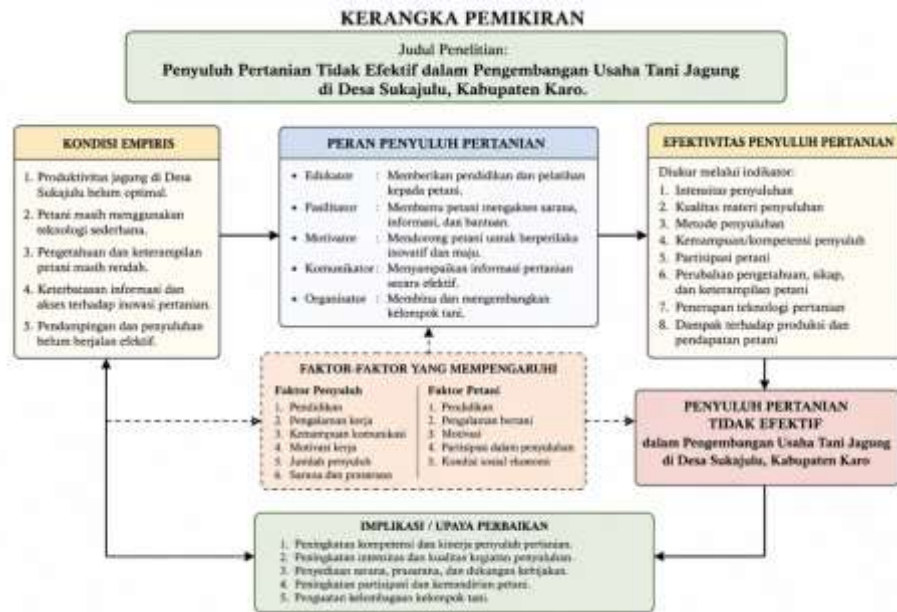 KERANGKA PEMIKIRAN
Judul Penelitian:
Penyuluh Pertanian Tidak Efektif dalam Pengembangan Usaha Tani Jagung
di Desa Sukajulu, Kabupaten Karo.
KONDISI EMPIRIS
1. Produktivitas jagung di Desa
Sukajulu belum optimal.
2. Petani masih menggunakan
teknologi sederhana.
3. Pengetahuan dan keterampilan
petani masih rendah.
4. Keterbatasan informasi dan
akses terhadap inovasi pertanian.
5. Pendampingan dan penyuluhan
belum berjalan efektif.
PERAN PENYULUH PERTANIAN
• Edukator : Memberikan pendidikan dan pelatihan
kepada petani.
• Fasilitator : Membantu petani mengakses sarana,
informasi, dan bantuan.
• Motivator : Mendorong petani untuk berperilaku
inovatif dan maju.
• Komunikator : Menyampaikan informasi pertanian
secara efektif.
• Organisator : Membina dan mengembangkan
kelompok tani.
EFEKTIVITAS PENYULUH PERTANIAN
Diukur melalui indikator:
1. Intensitas penyuluhan
2. Kualitas materi penyuluhan
3. Metode penyuluhan
4. Kemampuan/kompetensi penyuluh
5. Partisipasi petani
6. Perubahan pengetahuan, sikap,
dan keterampilan petani
7. Penerapan teknologi pertanian
8. Dampak terhadap produksi dan
pendapatan petani
FAKTOR-FAKTOR YANG MEMPENGARUHI
Faktor Penyuluh
1. Pendidikan
2. Pengalaman kerja
3. Kemampuan komunikasi
4. Motivasi kerja
5. Jumlah penyuluh
6. Sarana dan prasarana
Faktor Petani
1. Pendidikan
2. Pengalaman bertani
3. Motivasi
4. Partisipasi dalam penyuluhan
5. Kondisi sosial ekonomi
PENYULUH PERTANIAN
TIDAK EFEKTIF
dalam Pengembangan Usaha Tani Jagung
di Desa Sukajulu, Kabupaten Karo
IMPLIKASI / UPAYA PERBAIKAN
1. Peningkatan kompetensi dan kinerja penyuluh pertanian.
2. Peningkatan intensitas dan kualitas kegiatan penyuluhan.
3. Penyediaan sarana, prasarana, dan dukungan kebijakan.
4. Peningkatan partisipasi dan kemandirian petani.
5. Penguatan kelembagaan kelompok tani.